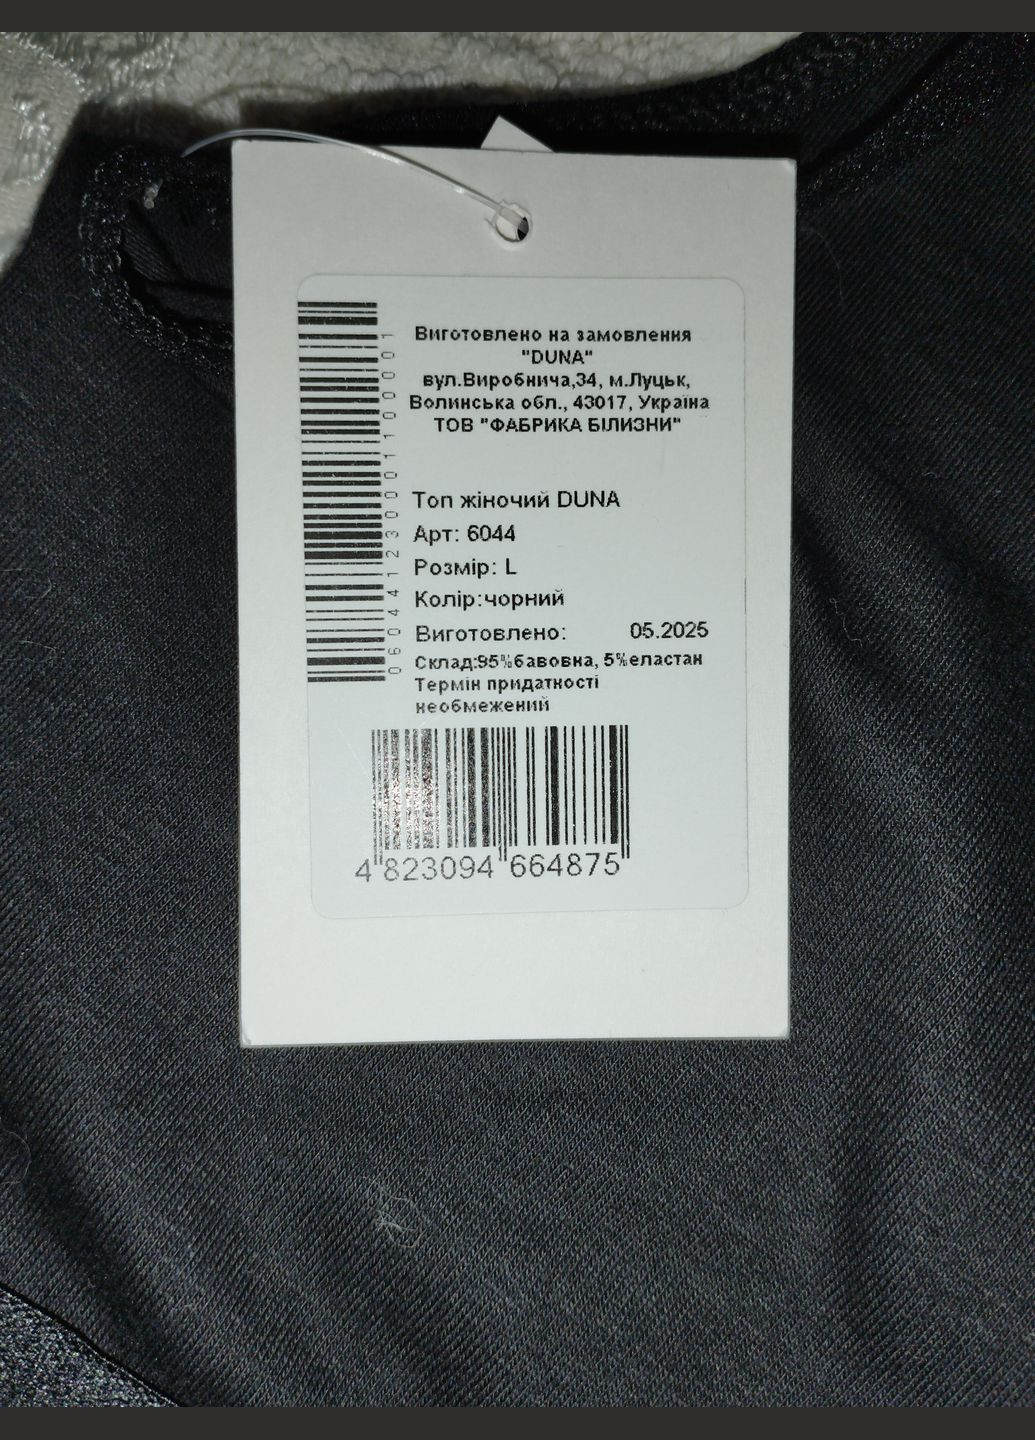 Виготовлено на замовлення
"DUNA"
вул.Виробнича,34, м.Луцьк,
Волинська обл., 43017, Україна
ТОВ "ФАБРИКА БІЛИЗНИ"
Топ жіночий DUNA
Арт: 6044
Розмір: L
Колір:чорний
Виготовлено: 05.2025
Склад:95%бавовна, 5%еластан
Термін придатності
необмежений
4 823094 664875